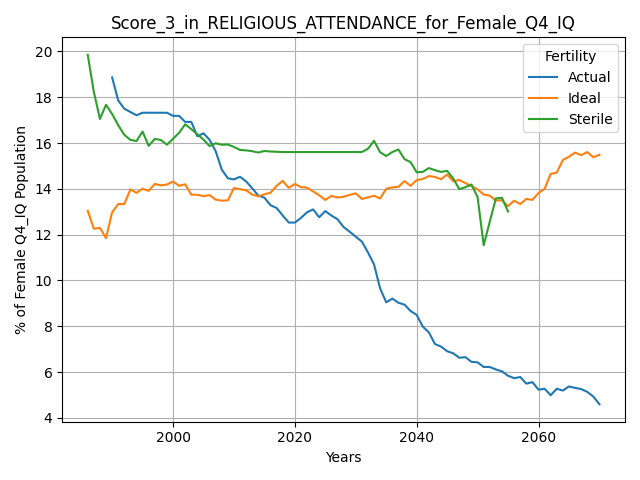 Score_3_in_RELIGIOUS_ATTENDANCE_for_Female_Q4_IQ
% of Female Q4_IQ Population
20
18
16
14
12
10
8
6
4
Fertility
Actual
Ideal
Sterile
2000
2020
2040
2060
Years